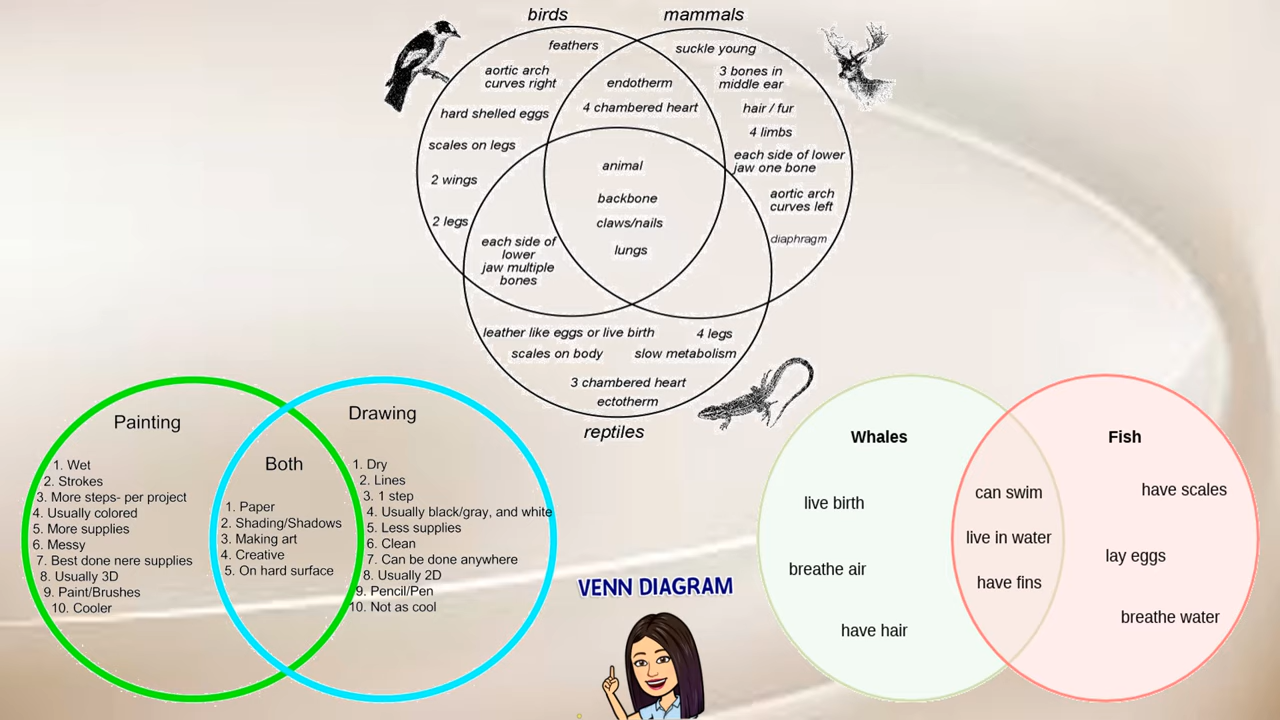 birds
mammals
feathers
suckle young
aortic arch
curves right
endotherm
3 bones in
middle ear
hard shelled eggs
4 chambered heart
hair / fur
4 limbs
scales on legs
animal
each side of lower
jaw one bone
2 wings
backbone
aortic arch
curves left
2 legs
claws/nails
diaphragm
each side of
lower
jaw multiple
bones
lungs
leather like eggs or live birth
4 legs
scales on body
slow metabolism
3 chambered heart
ectotherm
reptiles
Painting
1. Wet
2. Strokes
3. More steps- per project
4. Usually colored
5. More supplies
6. Messy
7. Best done nere supplies
8. Usually 3D
9. Paint/Brushes
10. Cooler
Both
1. Paper
2. Shading/Shadows
3. Making art
4. Creative
5. On hard surface
Drawing
1. Dry
2. Lines
3. 1 step
4. Usually black/gray, and white
5. Less supplies
6. Clean
7. Can be done anywhere
8. Usually 2D
9. Pencil/Pen
10. Not as cool
VENN DIAGRAM
Whales
live birth
breathe air
have hair
can swim
live in water
have fins
Fish
have scales
lay eggs
breathe water